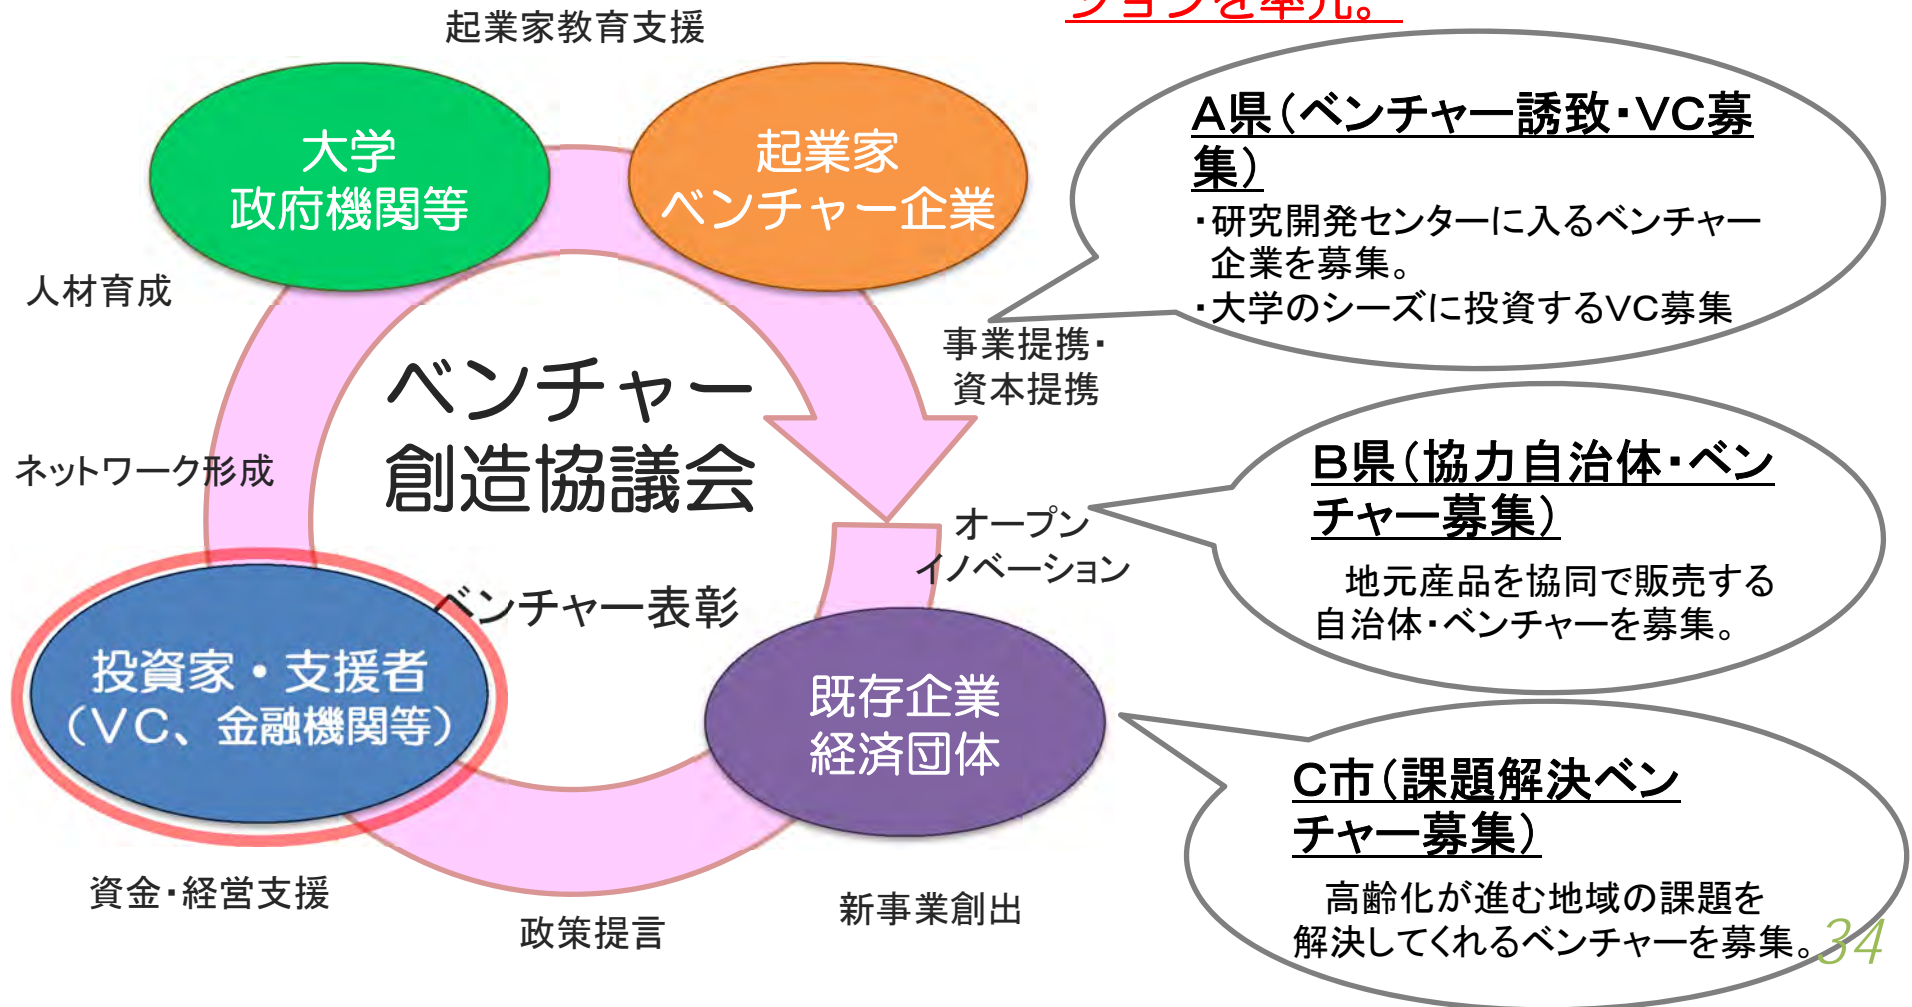 起業家教育支援
大学
政府機関等
起業家
ベンチャー企業
人材育成
事業提携・
資本提携
ベンチャー
創造協議会
ネットワーク形成
オープン
イノベーション
ベンチャー表彰
投資家・支援者
（VC、金融機関等）
既存企業
経済団体
資金・経営支援
政策提言
新事業創出
A県（ベンチャー誘致・VC募
集）
・研究開発センターに入るベンチャー
企業を募集。
・大学のシーズに投資するVC募集
B県（協力自治体・ベン
チャー募集）
地元産品を協同で販売する
自治体・ベンチャーを募集。
C市（課題解決ベン
チャー募集）
高齢化が進む地域の課題を
解決してくれるベンチャーを募集。
34